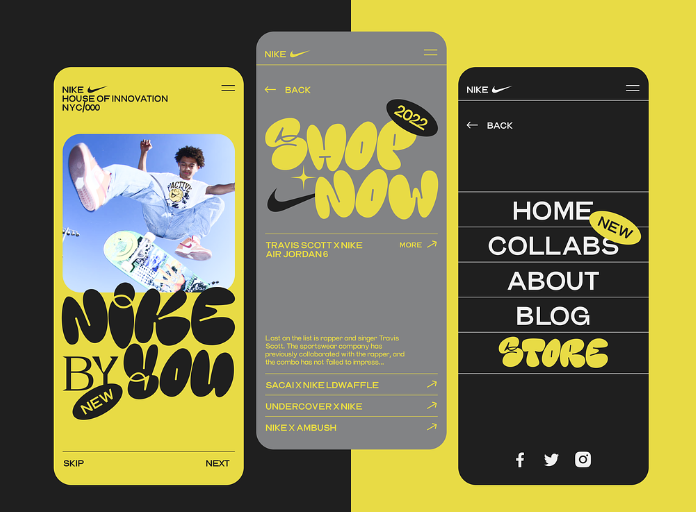 NIKE
HOUSE OF INNOVATION
NYC/000
NIKE
BY YOU
NEW
SKIP
NEXT
NIKE
BACK
2022
SHOP
NOW
TRAVIS SCOTT X NIKE
AIR JORDAN 6
MORE
Last on the list is rapper and singer Travis
Scott. The sportswear company has
previously collaborated with the rapper, and
the combo has not failed to impress...
SACAI X NIKE LDWAFFLE
UNDERCOVER X NIKE
NIKE X AMBUSH
NIKE
BACK
HOME
NEW
COLLABS
ABOUT
BLOG
STORE